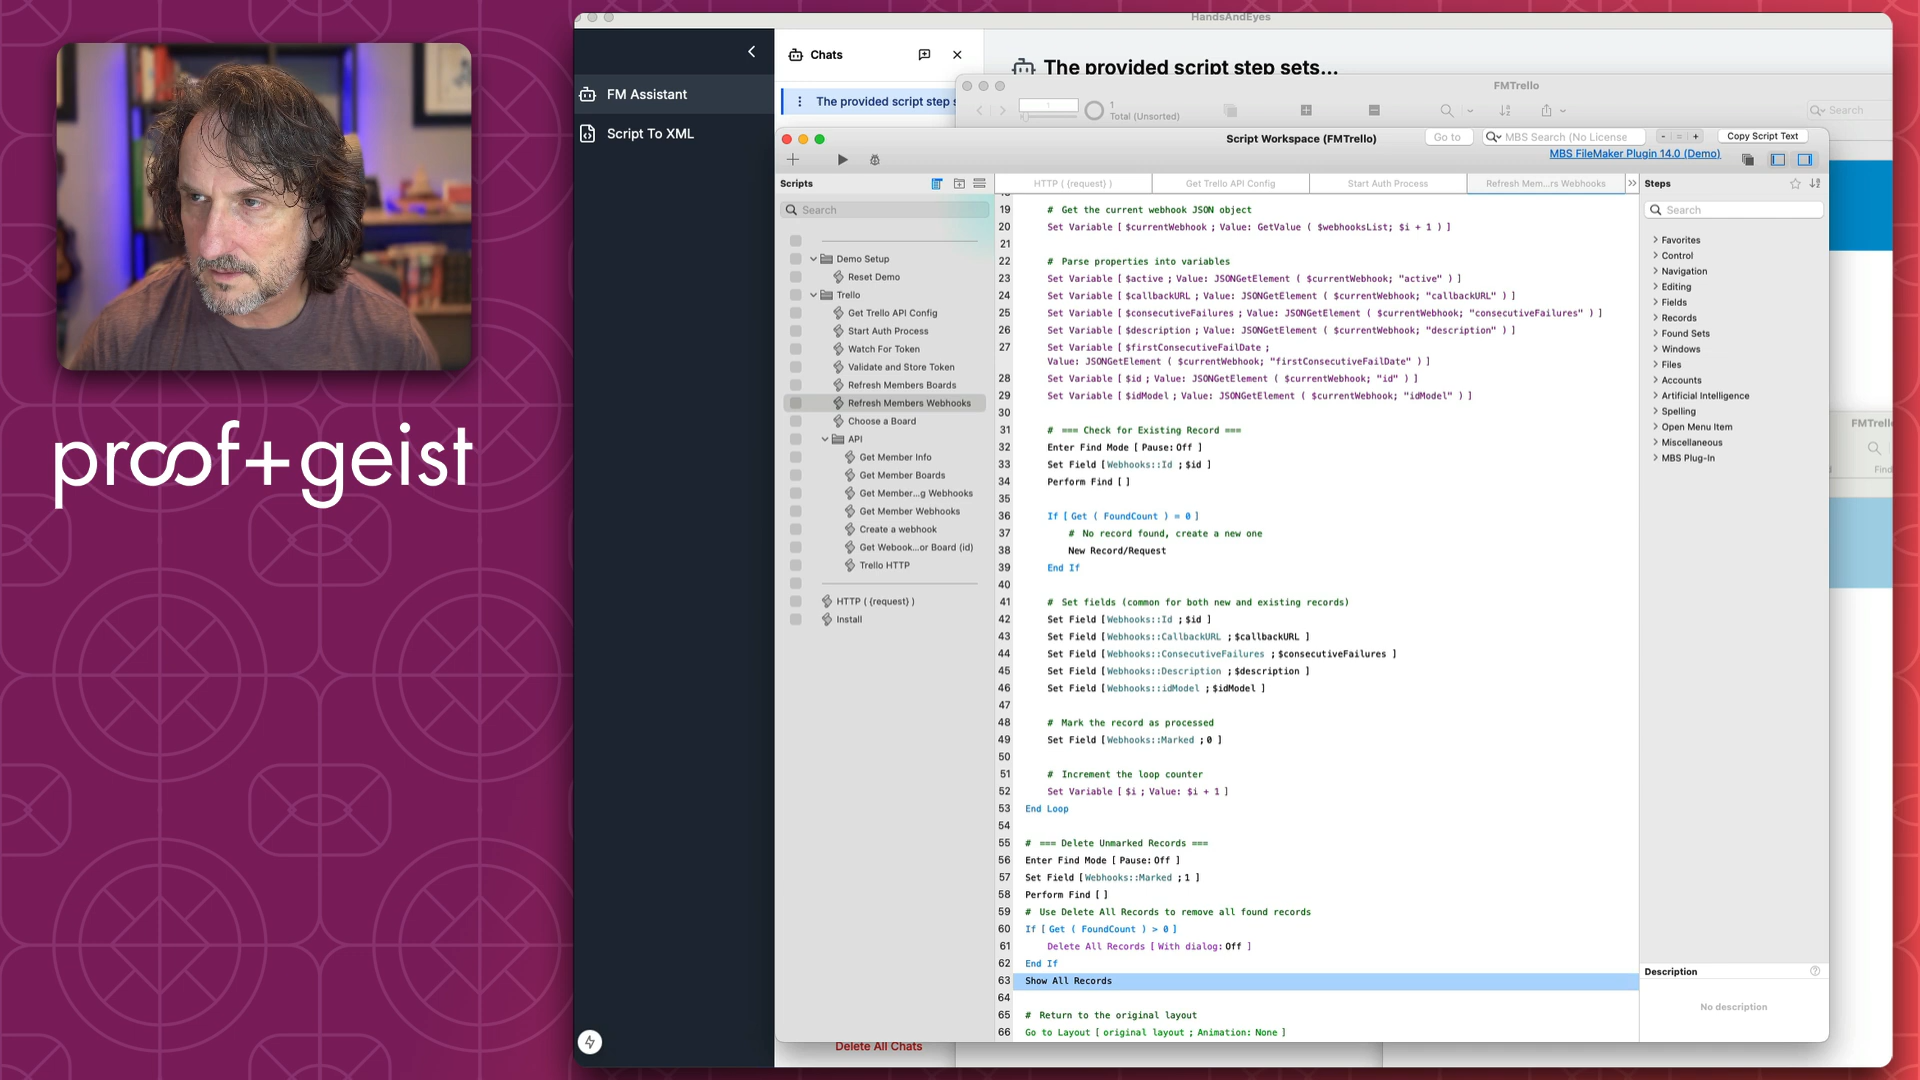 proof+geist
HandsAndEyes
FM Assistant
Script To XML
Chats
The provided script step s
The provided script step sets...
Delete All Chats
FMTrello
1
1
Total (Unsorted)
Search
Script Workspace (FMTrello)
Go to
MBS Search (No License
- = +
Copy Script Text
MBS FileMaker Plugin 14.0 (Demo)
Scripts
Search
Demo Setup
Reset Demo
Trello
Get Trello API Config
Start Auth Process
Watch For Token
Validate and Store Token
Refresh Members Boards
Refresh Members Webhooks
Choose a Board
API
Get Member Info
Get Member Boards
Get Member...g Webhooks
Get Member Webhooks
Create a webhook
Get Webook...or Board (id)
Trello HTTP
HTTP ( {request} )
Install
HTTP ( {request} )
Get Trello API Config
Start Auth Process
Refresh Mem...rs Webhooks
19 # Get the current webhook JSON object
20 Set Variable [ $currentWebhook ; Value: GetValue ( $webhooksList; $i + 1 ) ]
21
22 # Parse properties into variables
23 Set Variable [ $active ; Value: JSONGetElement ( $currentWebhook; "active" ) ]
24 Set Variable [ $callbackURL ; Value: JSONGetElement ( $currentWebhook; "callbackURL" ) ]
25 Set Variable [ $consecutiveFailures ; Value: JSONGetElement ( $currentWebhook; "consecutiveFailures" ) ]
26 Set Variable [ $description ; Value: JSONGetElement ( $currentWebhook; "description" ) ]
27 Set Variable [ $firstConsecutiveFailDate ;
Value: JSONGetElement ( $currentWebhook; "firstConsecutiveFailDate" ) ]
28 Set Variable [ $id ; Value: JSONGetElement ( $currentWebhook; "id" ) ]
29 Set Variable [ $idModel ; Value: JSONGetElement ( $currentWebhook; "idModel" ) ]
30
31 # === Check for Existing Record ===
32 Enter Find Mode [ Pause: Off ]
33 Set Field [ Webhooks::Id ; $id ]
34 Perform Find [ ]
35
36 If [ Get ( FoundCount ) = 0 ]
37 # No record found, create a new one
38 New Record/Request
39 End If
40
41 # Set fields (common for both new and existing records)
42 Set Field [ Webhooks::Id ; $id ]
43 Set Field [ Webhooks::CallbackURL ; $callbackURL ]
44 Set Field [ Webhooks::ConsecutiveFailures ; $consecutiveFailures ]
45 Set Field [ Webhooks::Description ; $description ]
46 Set Field [ Webhooks::idModel ; $idModel ]
47
48 # Mark the record as processed
49 Set Field [ Webhooks::Marked ; 0 ]
50
51 # Increment the loop counter
52 Set Variable [ $i ; Value: $i + 1 ]
53 End Loop
54
55 # === Delete Unmarked Records ===
56 Enter Find Mode [ Pause: Off ]
57 Set Field [ Webhooks::Marked ; 1 ]
58 Perform Find [ ]
59 # Use Delete All Records to remove all found records
60 If [ Get ( FoundCount ) > 0 ]
61 Delete All Records [ With dialog: Off ]
62 End If
63 Show All Records
64
65 # Return to the original layout
66 Go to Layout [ original layout ; Animation: None ]
Steps
Search
Favorites
Control
Navigation
Editing
Fields
Records
Found Sets
Windows
Files
Accounts
Artificial Intelligence
Spelling
Open Menu Item
Miscellaneous
MBS Plug-In
Description
No description
FMTrello
Find